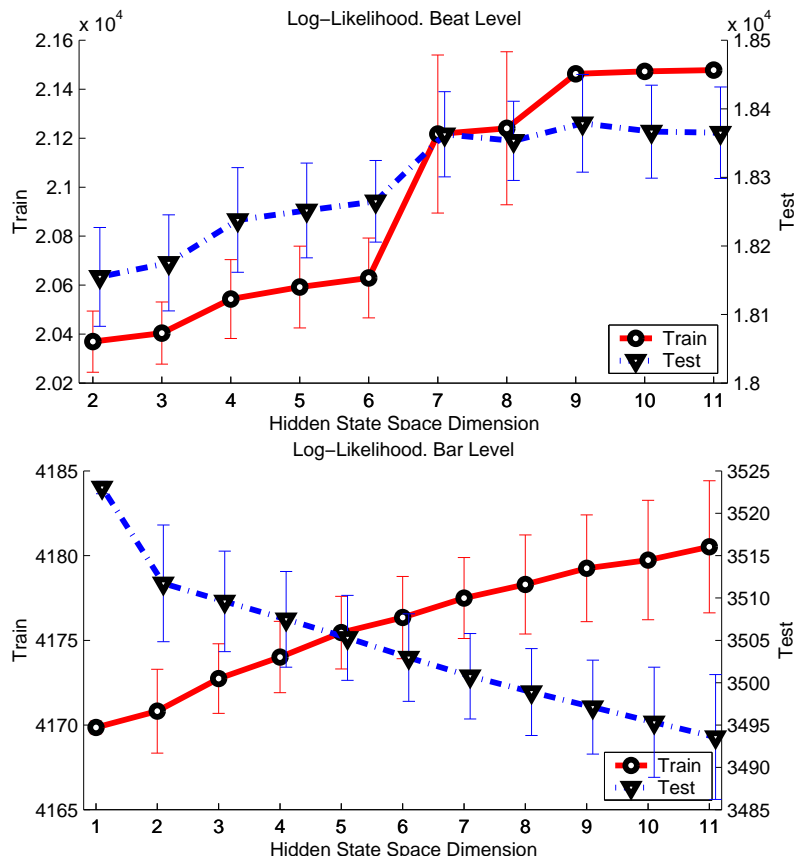 Log−Likelihood. Beat Level
x 10^4
x 10^4
2.16
2.14
2.12
2.1
2.08
2.06
2.04
2.02
Train
1.85
1.84
1.83
1.82
1.81
1.8
Test
Train
Test
2 3 4 5 6 7 8 9 10 11
Hidden State Space Dimension
Log−Likelihood. Bar Level
4185
4180
4175
4170
4165
Train
3525
3520
3515
3510
3505
3500
3495
3490
3485
Test
Train
Test
1 2 3 4 5 6 7 8 9 10 11
Hidden State Space Dimension